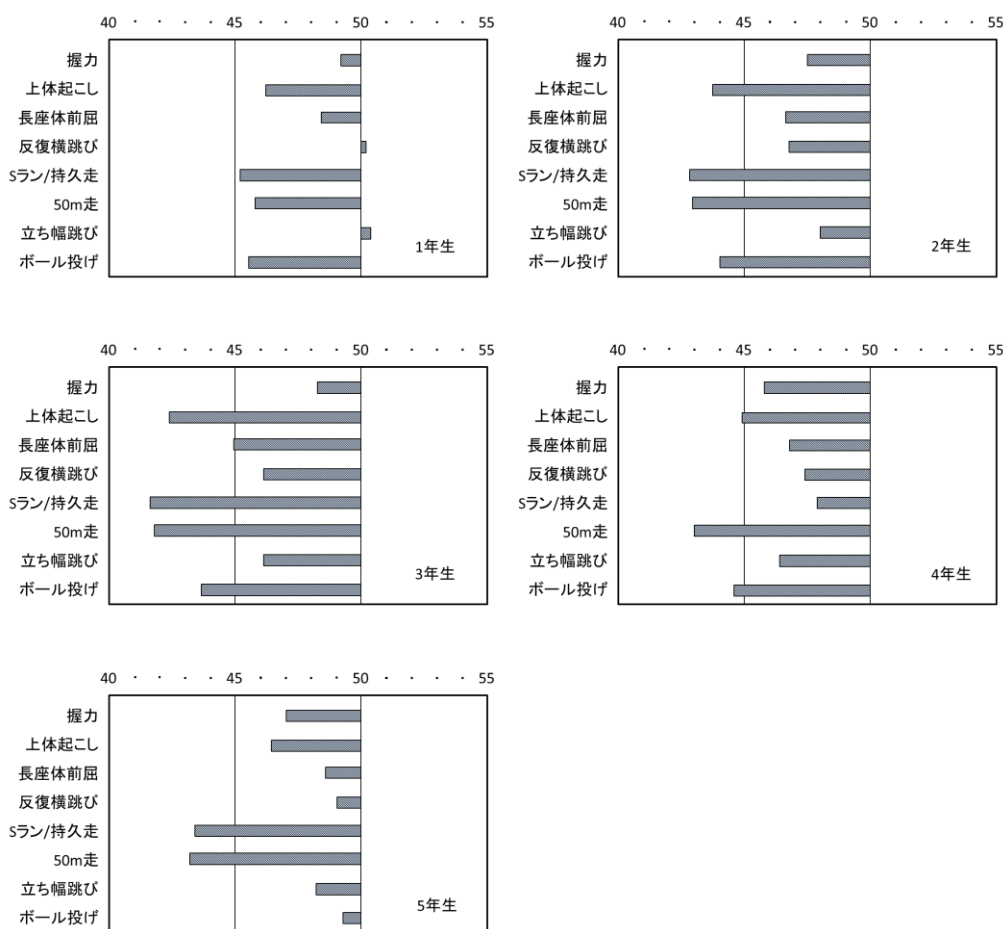 40 ・ ・ ・ ・ 45 ・ ・ ・ ・ 50 ・ ・ ・ ・ 55
握力
上体起こし
長座体前屈
反復横跳び
Sラン/持久走
50m走
立ち幅跳び
ボール投げ
1年生
40 ・ ・ ・ ・ 45 ・ ・ ・ ・ 50 ・ ・ ・ ・ 55
握力
上体起こし
長座体前屈
反復横跳び
Sラン/持久走
50m走
立ち幅跳び
ボール投げ
2年生
40 ・ ・ ・ ・ 45 ・ ・ ・ ・ 50 ・ ・ ・ ・ 55
握力
上体起こし
長座体前屈
反復横跳び
Sラン/持久走
50m走
立ち幅跳び
ボール投げ
3年生
40 ・ ・ ・ ・ 45 ・ ・ ・ ・ 50 ・ ・ ・ ・ 55
握力
上体起こし
長座体前屈
反復横跳び
Sラン/持久走
50m走
立ち幅跳び
ボール投げ
4年生
40 ・ ・ ・ ・ 45 ・ ・ ・ ・ 50 ・ ・ ・ ・ 55
握力
上体起こし
長座体前屈
反復横跳び
Sラン/持久走
50m走
立ち幅跳び
ボール投げ
5年生